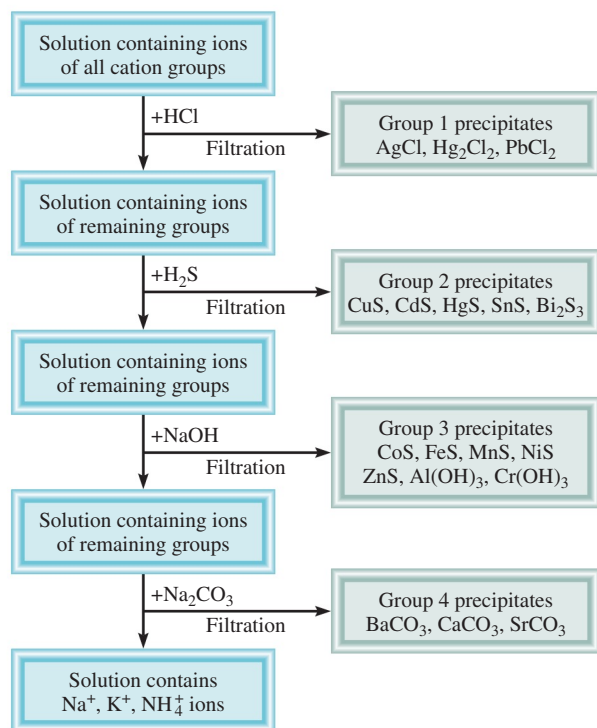 Solution containing ions
of all cation groups
+HCl
Filtration
Group 1 precipitates
AgCl, Hg₂Cl₂, PbCl₂
Solution containing ions
of remaining groups
+H₂S
Filtration
Group 2 precipitates
CuS, CdS, HgS, SnS, Bi₂S₃
Solution containing ions
of remaining groups
+NaOH
Filtration
Group 3 precipitates
CoS, FeS, MnS, NiS
ZnS, Al(OH)₃, Cr(OH)₃
Solution containing ions
of remaining groups
+Na₂CO₃
Filtration
Group 4 precipitates
BaCO₃, CaCO₃, SrCO₃
Solution contains
Na⁺, K⁺, NH₄⁺ ions